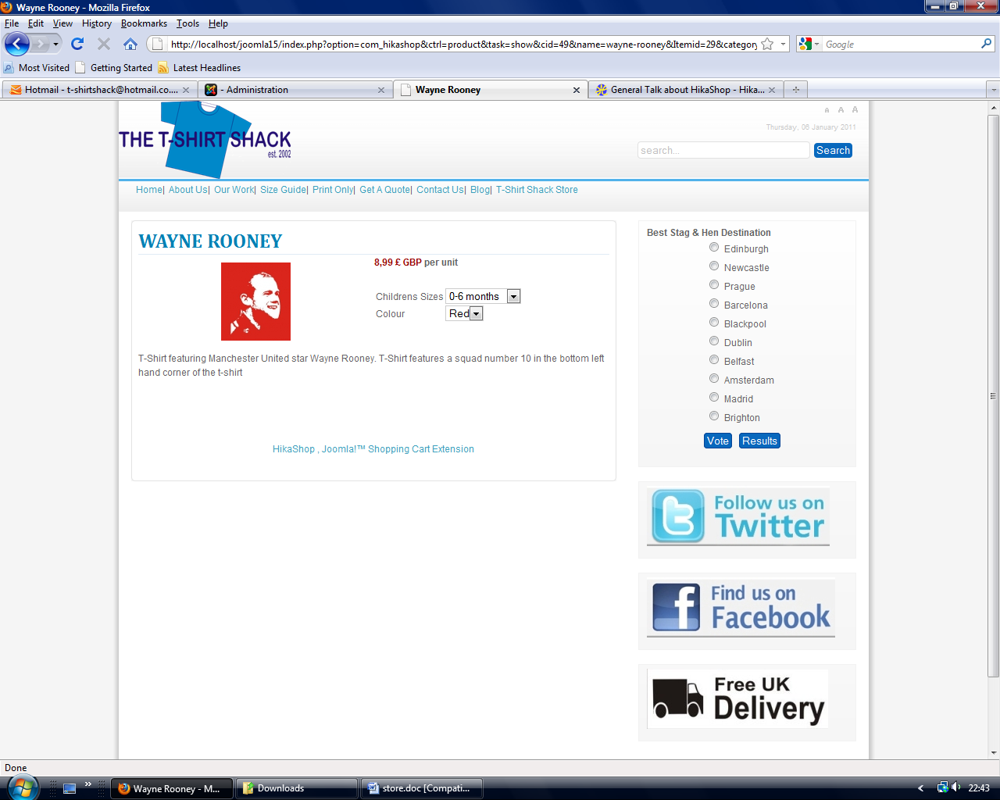 Wayne Rooney - Mozilla Firefox
File Edit View History Bookmarks Tools Help
http://localhost/joomla15/index.php?option=com_hikashop&ctrl=product&task=show&cid=49&name=wayne-rooney&Itemid=29&category
Google
Most Visited Getting Started Latest Headlines
Hotmail - t-shirtshack@hotmail.co.... - Administration Wayne Rooney General Talk about HikaShop - Hika...
A A A
Thursday, 06 January 2011
THE T-SHIRT SHACK
est. 2002
search... Search
Home| About Us| Our Work| Size Guide| Print Only| Get A Quote| Contact Us| Blog| T-Shirt Shack Store
WAYNE ROONEY
8,99 £ GBP per unit
Childrens Sizes 0-6 months
Colour Red
T-Shirt featuring Manchester United star Wayne Rooney. T-Shirt features a squad number 10 in the bottom left
hand corner of the t-shirt
HikaShop , Joomla!™ Shopping Cart Extension
Best Stag & Hen Destination
Edinburgh
Newcastle
Prague
Barcelona
Blackpool
Dublin
Belfast
Amsterdam
Madrid
Brighton
Vote Results
Follow us on
Twitter
Find us on
Facebook
Free UK
Delivery
Done
Wayne Rooney - M... Downloads store.doc [Compati... 22:43